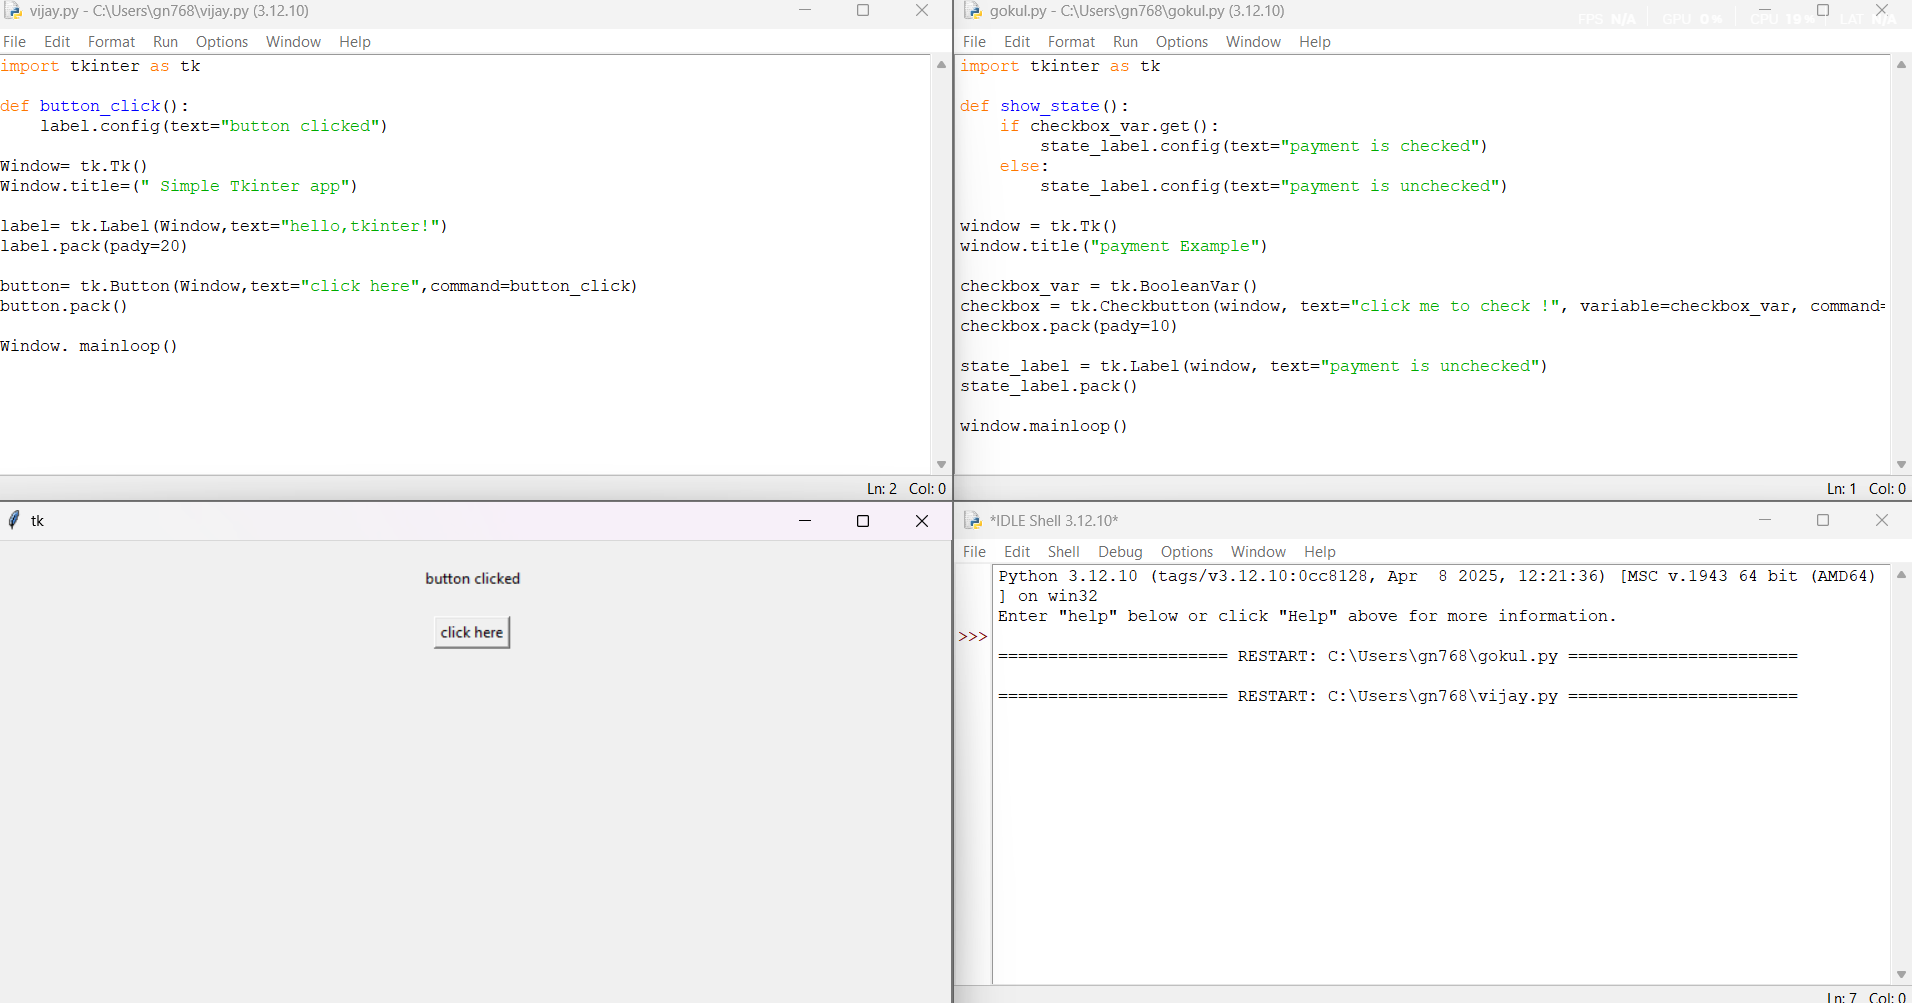 vijay.py - C:\Users\gn768\vijay.py (3.12.10)
File Edit Format Run Options Window Help
import tkinter as tk
def button_click():
    label.config(text="button clicked")
Window= tk.Tk()
Window.title=(" Simple Tkinter app")
label= tk.Label(Window,text="hello,tkinter!")
label.pack(pady=20)
button= tk.Button(Window,text="click here",command=button_click)
button.pack()
Window. mainloop()
Ln: 2 Col: 0
gokul.py - C:\Users\gn768\gokul.py (3.12.10)
FPS N/A GPU 0% CPU 19% LAT N/A
File Edit Format Run Options Window Help
import tkinter as tk
def show_state():
    if checkbox_var.get():
        state_label.config(text="payment is checked")
    else:
        state_label.config(text="payment is unchecked")
window = tk.Tk()
window.title("payment Example")
checkbox_var = tk.BooleanVar()
checkbox = tk.Checkbutton(window, text="click me to check !", variable=checkbox_var, command=
checkbox.pack(pady=10)
state_label = tk.Label(window, text="payment is unchecked")
state_label.pack()
window.mainloop()
Ln: 1 Col: 0
tk
button clicked
click here
*IDLE Shell 3.12.10*
File Edit Shell Debug Options Window Help
Python 3.12.10 (tags/v3.12.10:0cc8128, Apr  8 2025, 12:21:36) [MSC v.1943 64 bit (AMD64)
] on win32
Enter "help" below or click "Help" above for more information.
>>>
======================= RESTART: C:\Users\gn768\gokul.py =======================
======================= RESTART: C:\Users\gn768\vijay.py =======================
Ln: 7 Col: 0